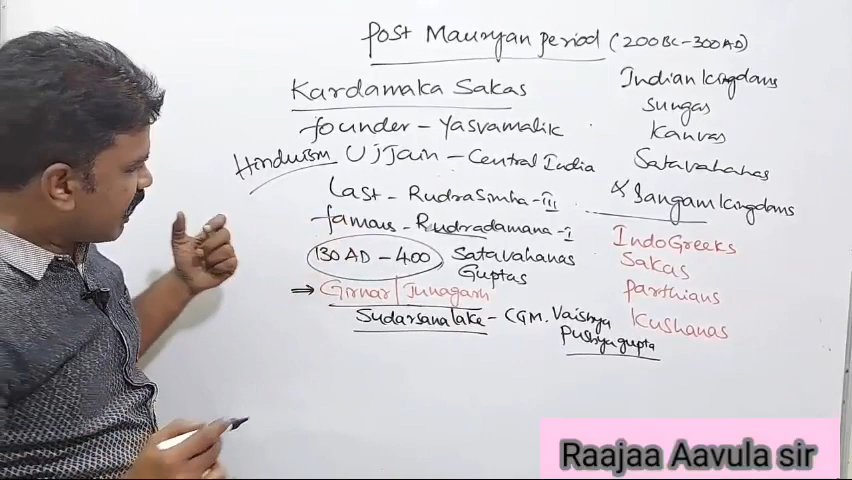 Post Mauryan period (200BC-300AD)
Kardamaka Sakas
founder - Yasvamalik
Hinduism Ujjain - Central India
Last - Rudrasimha-III
famous - Rudradamana-I
130 AD - 400 Satavahanas
Guptas
⇒ Girnar | Junagarh
Sudarsana lake - CGM. Vaishya
Pushyagupta
Indian kingdoms
Sungas
Kanvas
Satavahanas
& Sangam kingdoms
IndoGreeks
Sakas
Parthians
Kushanas
Raajaa Aavula sir